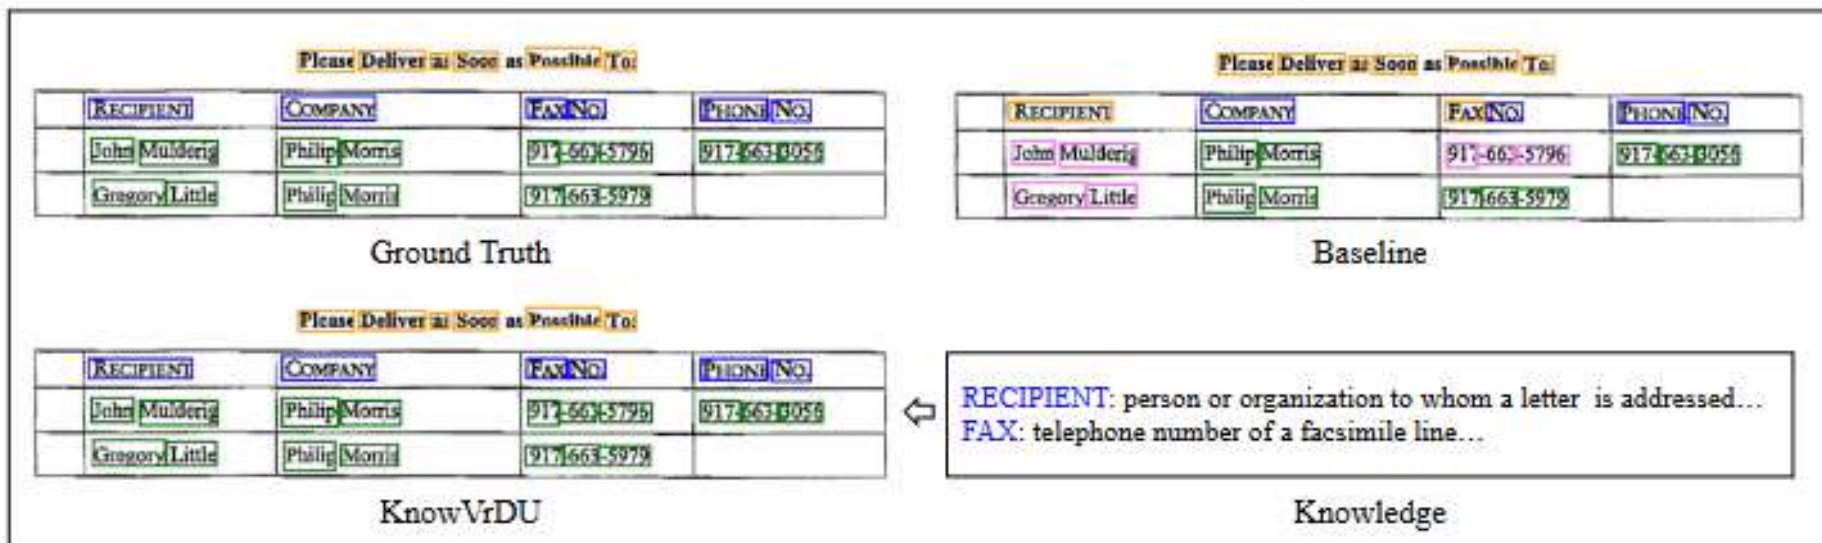 Please Deliver as Soon as Possible To:
RECIPIENT COMPANY FAX NO. PHONE NO.
John Mulderig Philip Morris 917-663-5796 917-663-3056
Gregory Little Philip Morris 917-663-5979
Ground Truth
Please Deliver as Soon as Possible To:
RECIPIENT COMPANY FAX NO. PHONE NO.
John Mulderig Philip Morris 917-663-5796 917-663-3056
Gregory Little Philip Morris 917-663-5979
Baseline
Please Deliver as Soon as Possible To:
RECIPIENT COMPANY FAX NO. PHONE NO.
John Mulderig Philip Morris 917-663-5796 917-663-3056
Gregory Little Philip Morris 917-663-5979
KnowVrDU
RECIPIENT: person or organization to whom a letter is addressed...
FAX: telephone number of a facsimile line...
Knowledge